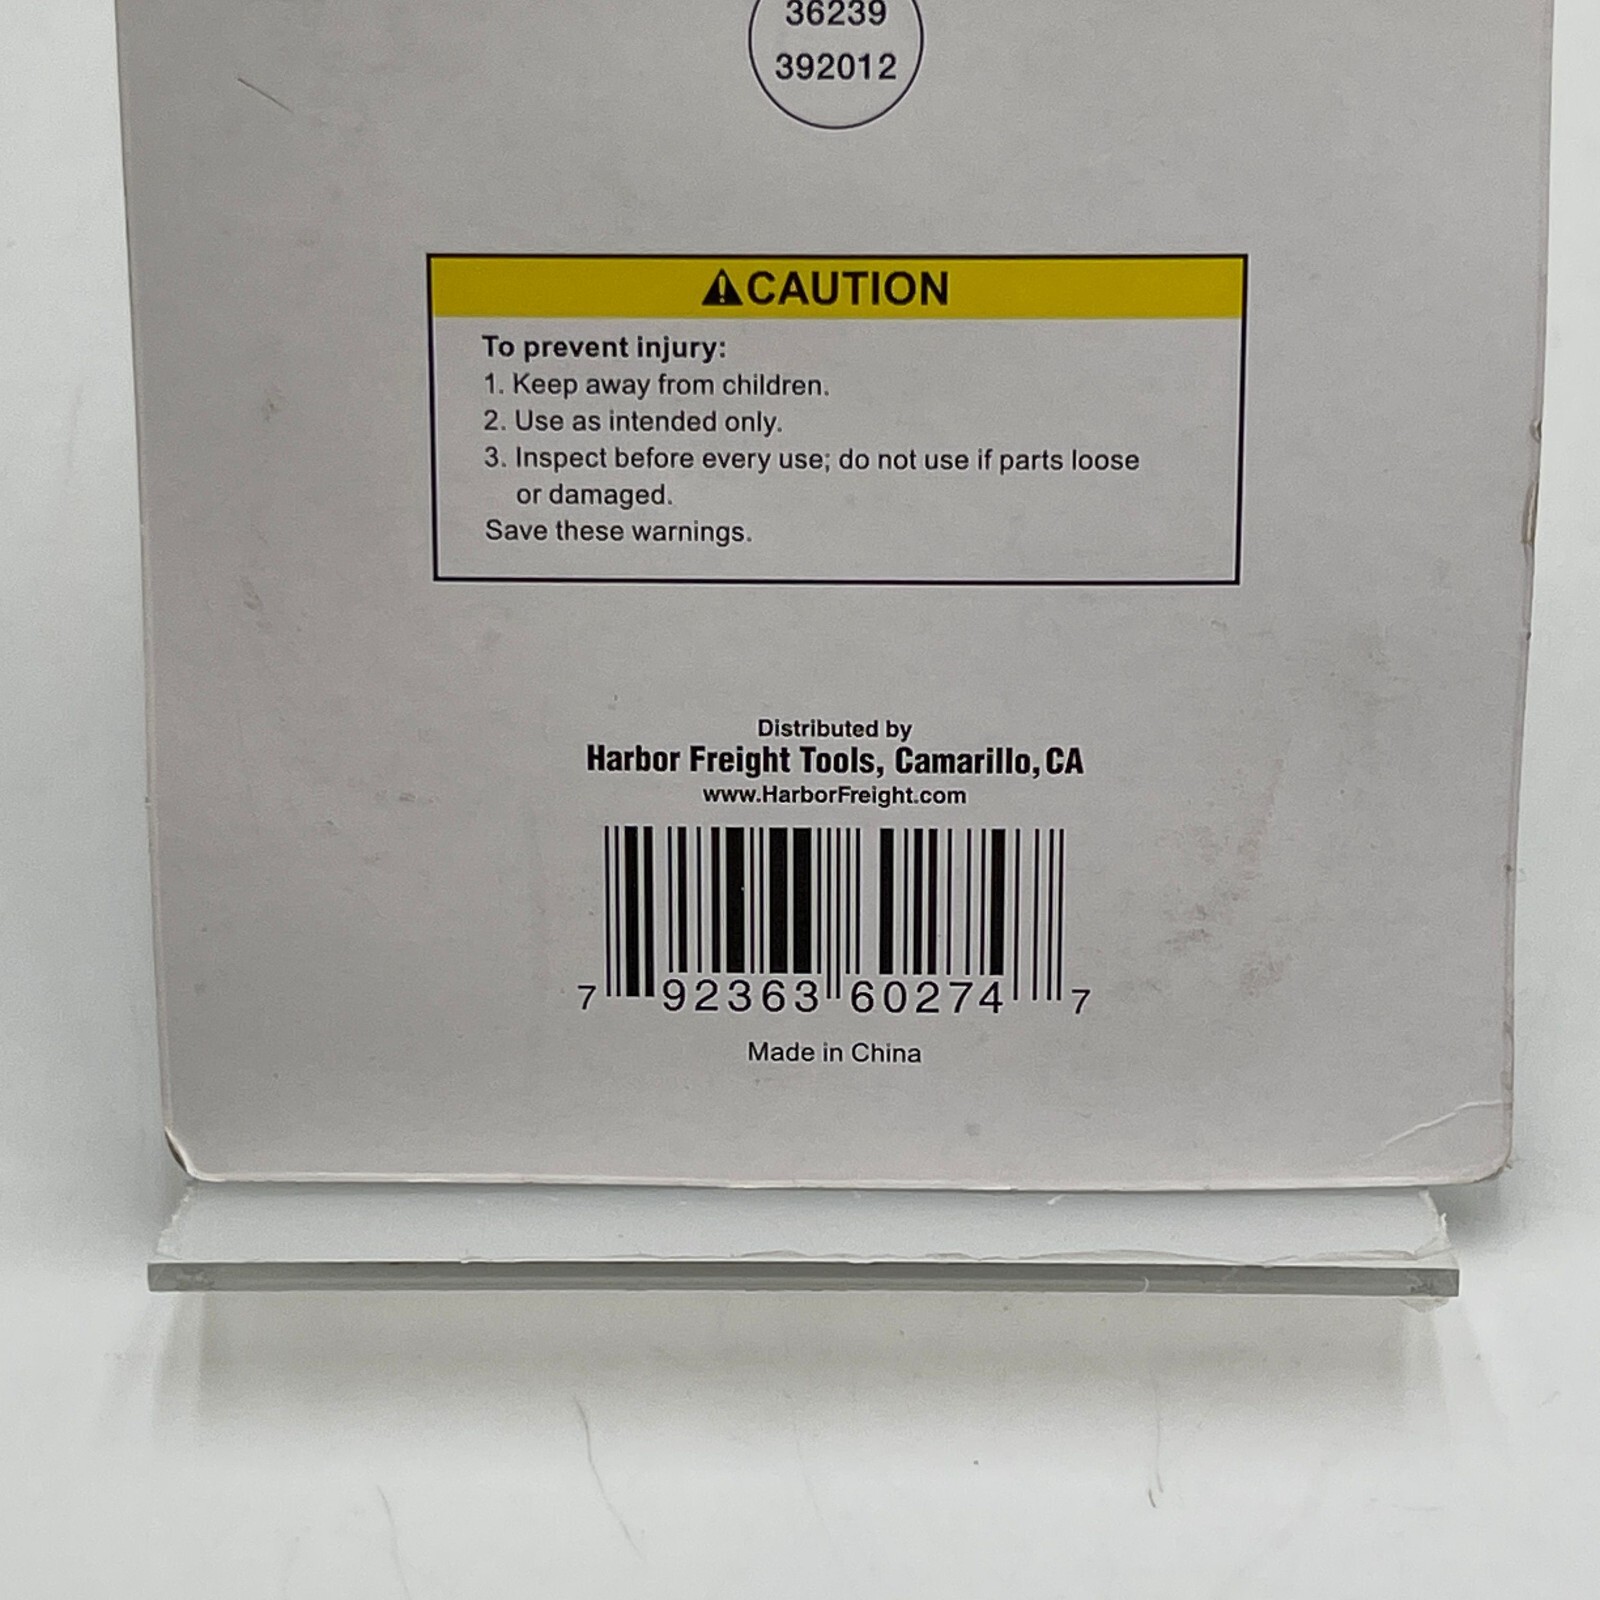 36239
392012
CAUTION
To prevent injury:
1. Keep away from children.
2. Use as intended only.
3. Inspect before every use; do not use if parts loose
or damaged.
Save these warnings.
Distributed by
Harbor Freight Tools, Camarillo, CA
www.HarborFreight.com
7 92363 60274 7
Made in China